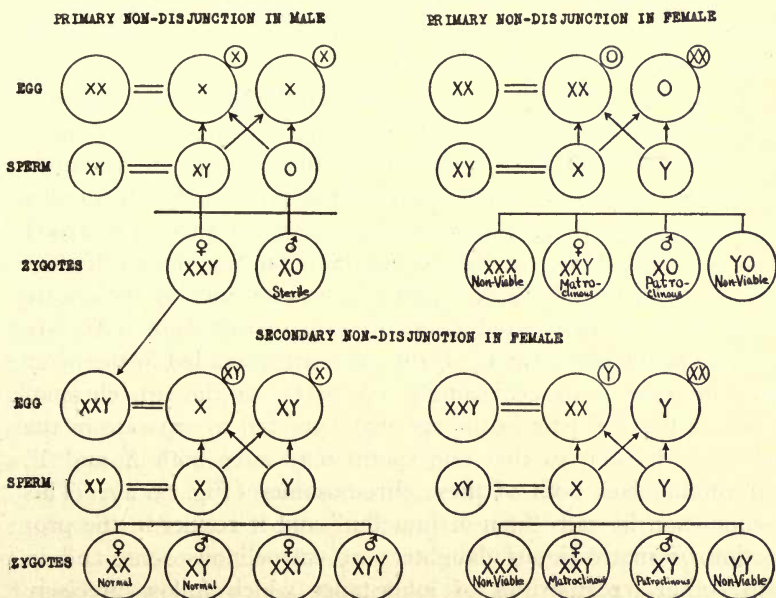 PRIMARY NON-DISJUNCTION IN MALE
PRIMARY NON-DISJUNCTION IN FEMALE
X X O XX
EGG XX X X XX XX O
SPERM XY XY O XY X Y
♀ ♂ ♀ ♂
ZYGOTES XXY XO XXX XXY XO YO
Sterile Non-Viable Matro-clinous Patro-clinous Non-Viable
SECONDARY NON-DISJUNCTION IN FEMALE
XY X Y XX
EGG XXY X XY XXY XX Y
SPERM XY X Y XY X Y
♀ ♂ ♀ ♂ ♀ ♂
ZYGOTES XX XY XXY XYY XXX XXY XY YY
Normal Normal Non-Viable Matroclinous Patroclinous Non-Viable